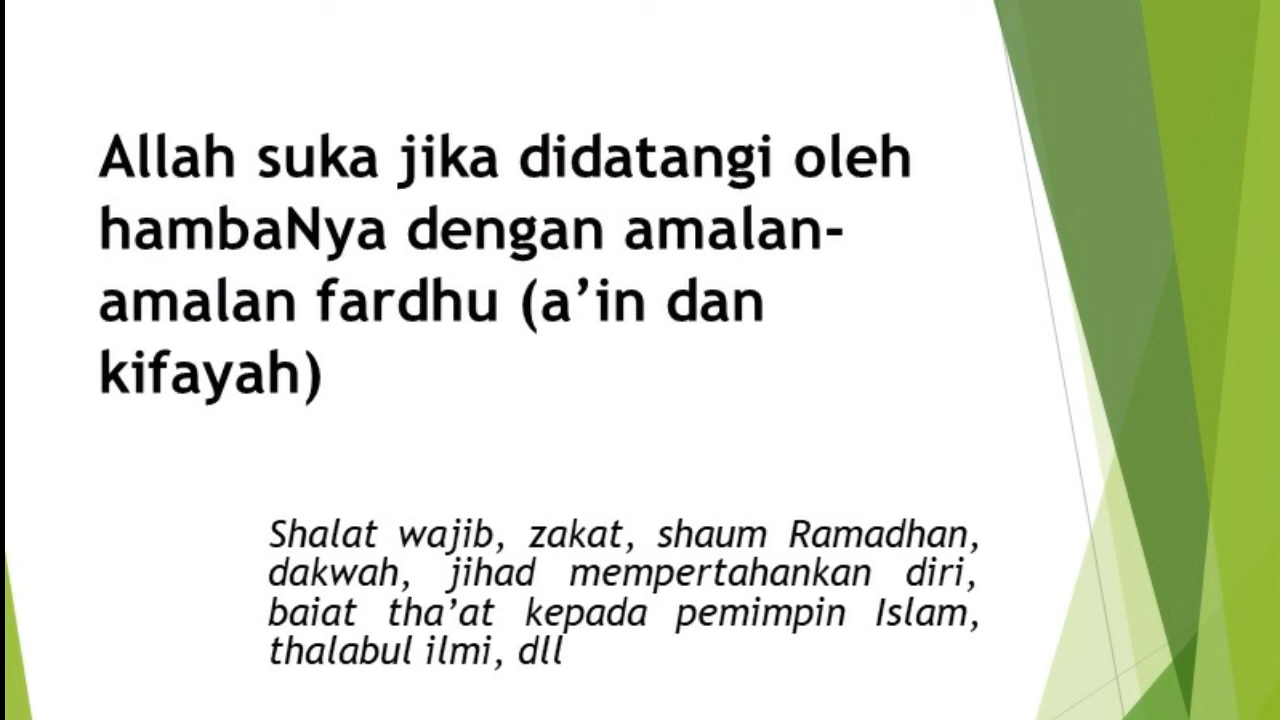 Allah suka jika didatangi oleh
hambaNya dengan amalan-
amalan fardhu (a’in dan
kifayah)
Shalat wajib, zakat, shaum Ramadhan,
dakwah, jihad mempertahankan diri,
baiat tha’at kepada pemimpin Islam,
thalabul ilmi, dll